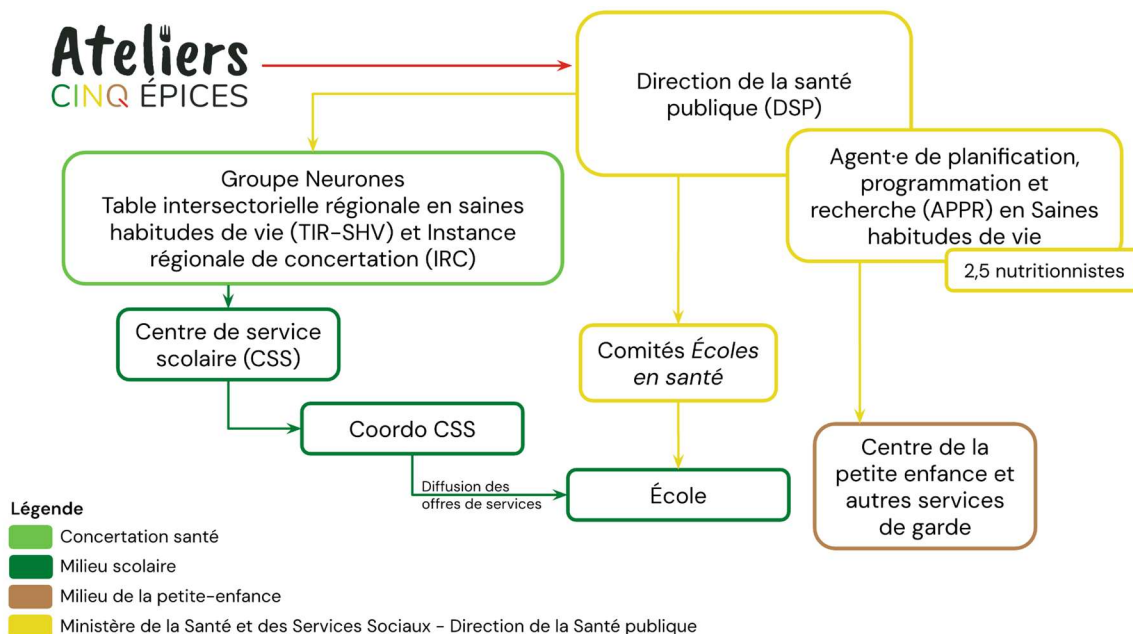 Ateliers
CINQ ÉPICES
Direction de la santé
publique (DSP)
Agent·e de planification,
programmation et
recherche (APPR) en Saines
habitudes de vie
2,5 nutritionnistes
Groupe Neurones
Table intersectorielle régionale en saines
habitudes de vie (TIR-SHV) et Instance
régionale de concertation (IRC)
Centre de service
scolaire (CSS)
Comités Écoles
en santé
Coordo CSS
Diffusion des
offres de services
École
Centre de la
petite enfance et
autres services
de garde
Légende
Concertation santé
Milieu scolaire
Milieu de la petite-enfance
Ministère de la Santé et des Services Sociaux - Direction de la Santé publique